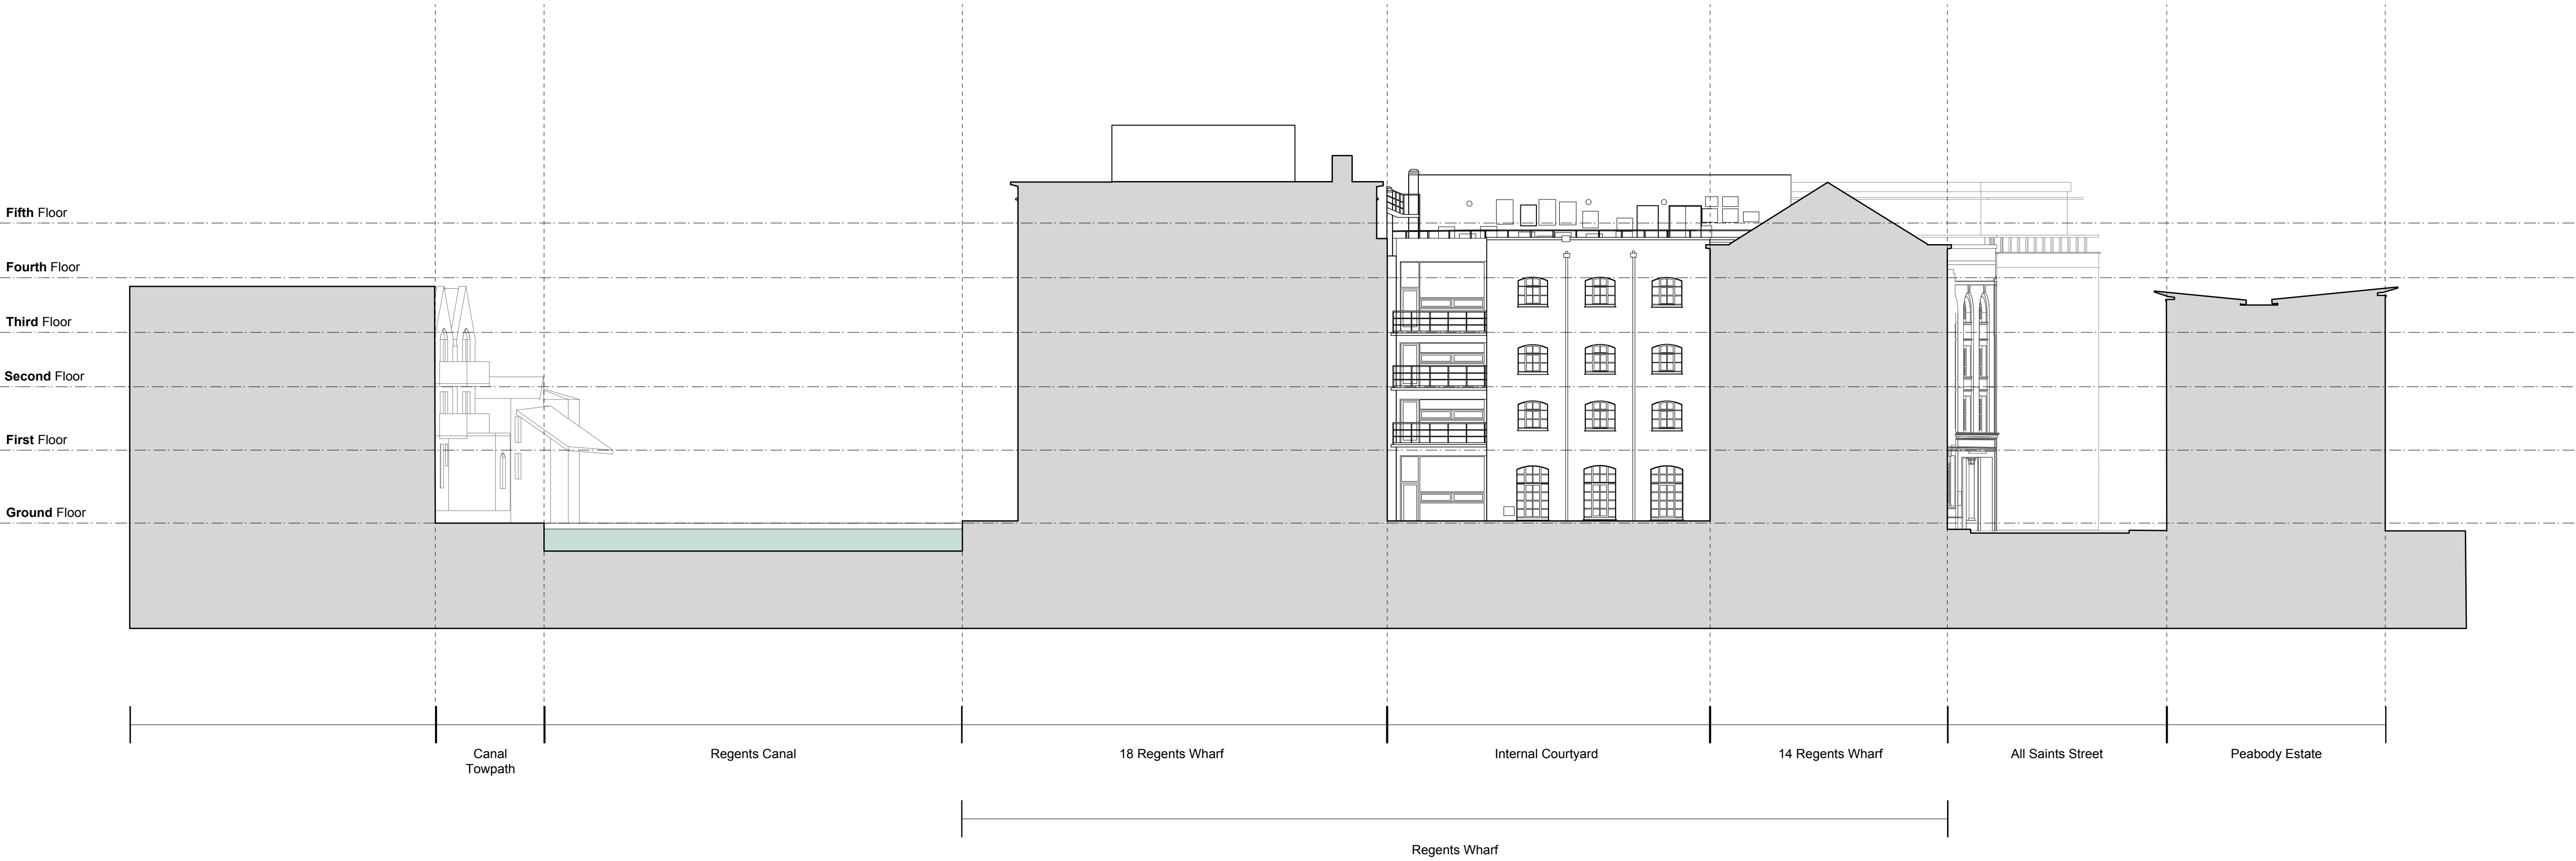 Fifth Floor
Fourth Floor
Third Floor
Second Floor
First Floor
Ground Floor
Canal
Towpath
Regents Canal
18 Regents Wharf
Internal Courtyard
14 Regents Wharf
All Saints Street
Peabody Estate
Regents Wharf